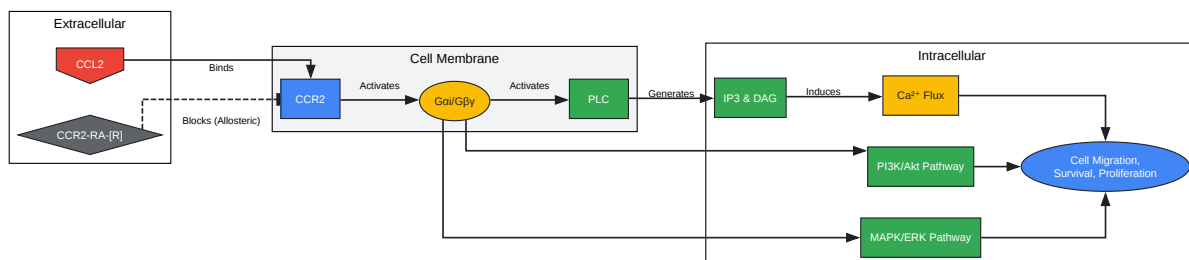 Extracellular
CCL2
Binds
CCR2-RA-[R]
Blocks (Allosteric)
Cell Membrane
CCR2
Activates
Gαi/Gβγ
Activates
PLC
Generates
Intracellular
IP3 & DAG
Induces
Ca²⁺ Flux
PI3K/Akt Pathway
MAPK/ERK Pathway
Cell Migration,
Survival, Proliferation